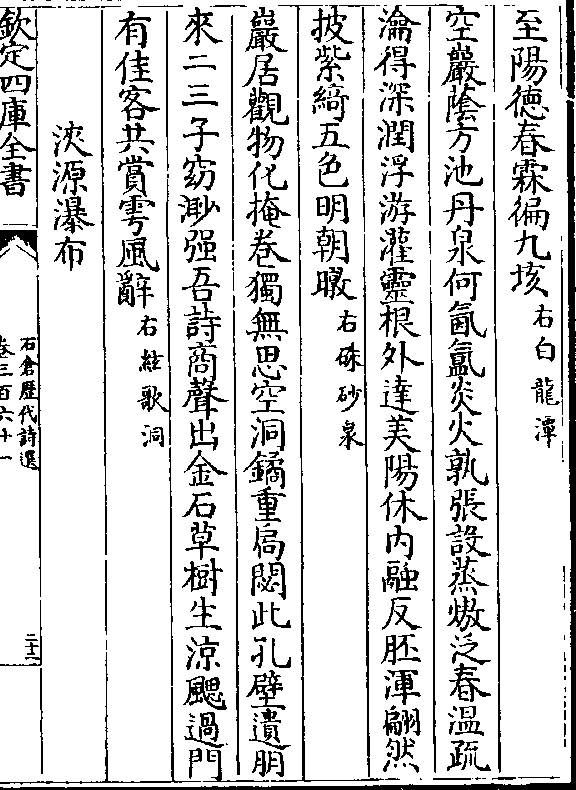 至陽德春霖徧九垓右白龍潭
空巖蔭方池丹泉何氤氳炎火孰張設蒸熬泛春温疏
瀹得深潤浮游灌靈根外達美陽休内融反胚渾翩然
披紫綺五色明朝暾右硃砂泉
巖居觀物化掩卷獨無思空洞鐍重扃閟此孔壁遺朋
來二三子窈渺强吾詩商聲出金石草樹生涼颸過門
有佳客共賞雩風辭右絃歌洞
洃源瀑布
欽定四庫全書
石倉歷代詩選
卷三百六十一
二十二